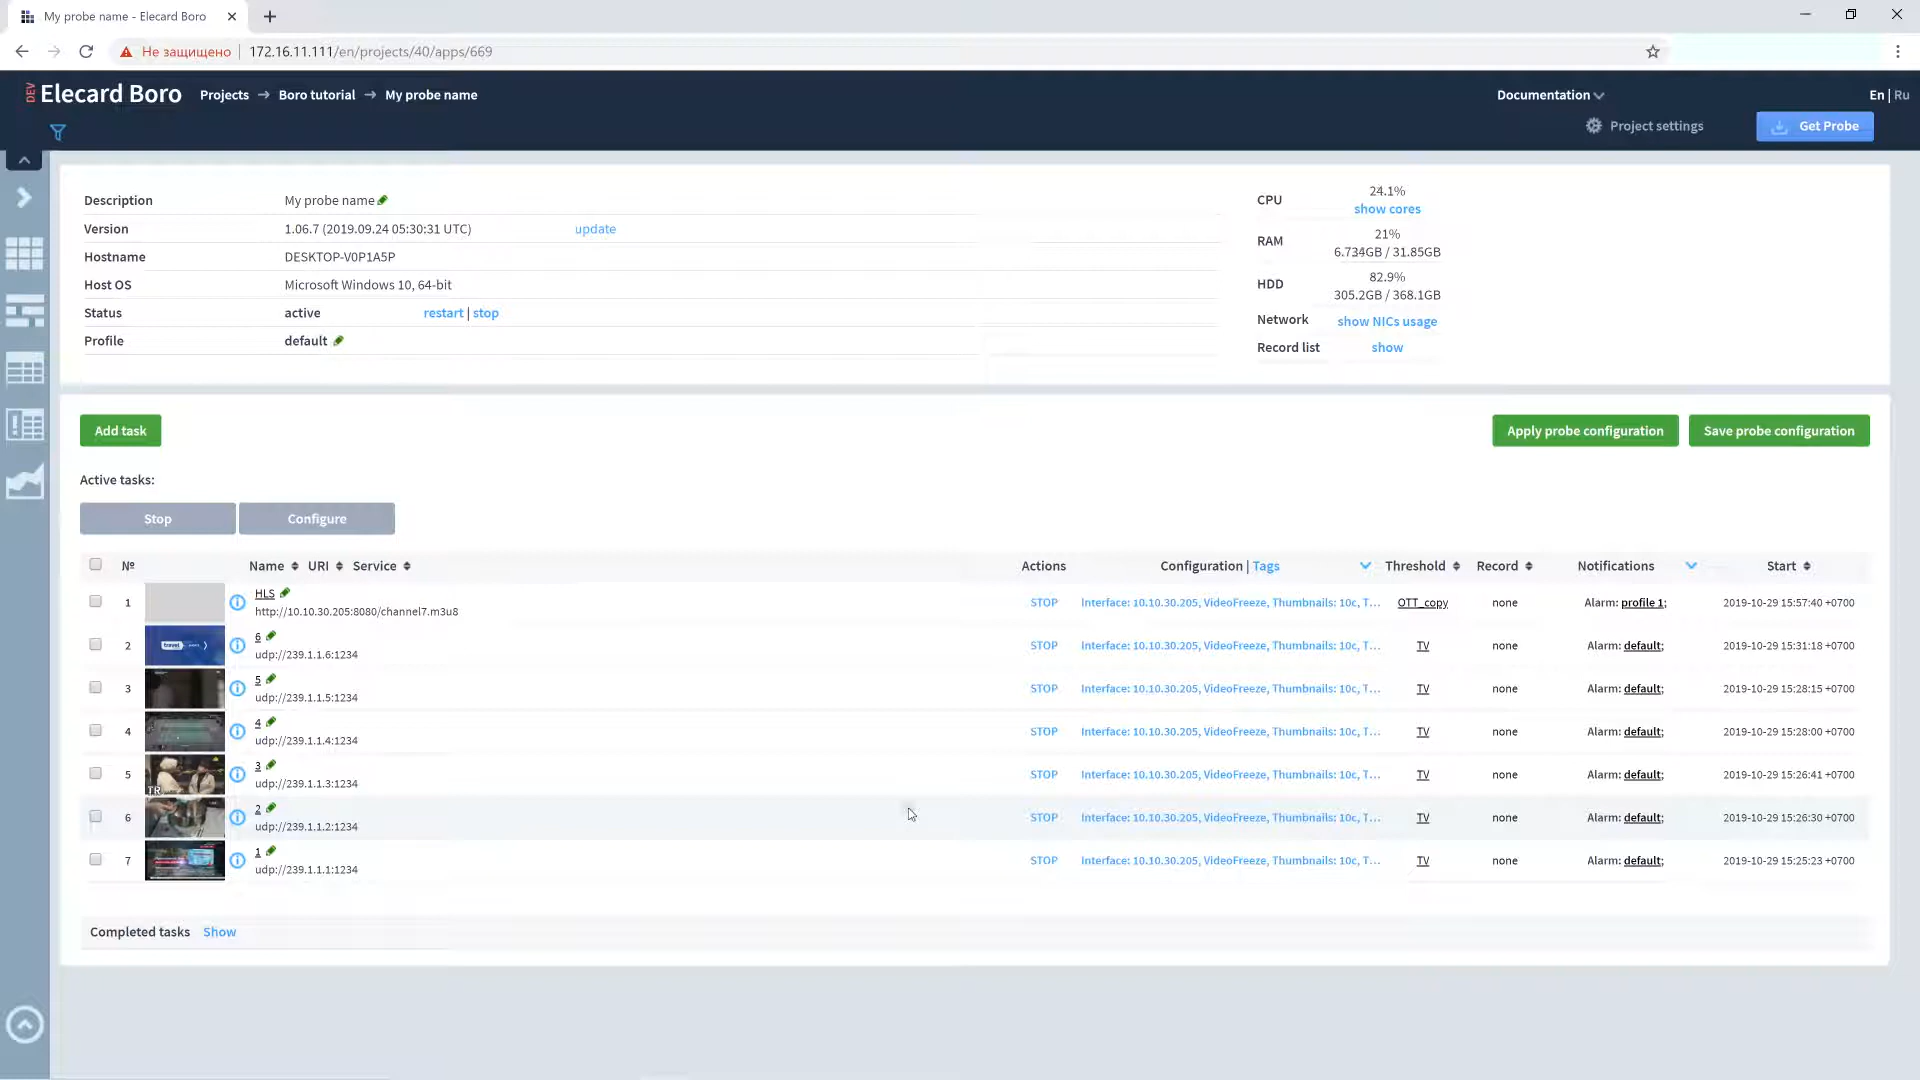 My probe name - Elecard Boro
Не защищено 172.16.11.111/en/projects/40/apps/669
DEV Elecard Boro Projects → Boro tutorial → My probe name Documentation En | Ru
Project settings Get Probe
Description My probe name
Version 1.06.7 (2019.09.24 05:30:31 UTC) update
Hostname DESKTOP-V0P1A5P
Host OS Microsoft Windows 10, 64-bit
Status active restart | stop
Profile default
CPU 24.1%
show cores
RAM 21%
6.734GB / 31.85GB
HDD 82.9%
305.2GB / 368.1GB
Network show NICs usage
Record list show
Add task Apply probe configuration Save probe configuration
Active tasks:
Stop Configure
№ Name URI Service Actions Configuration | Tags Threshold Record Notifications Start
1 HLS
http://10.10.30.205:8080/channel7.m3u8 STOP Interface: 10.10.30.205, VideoFreeze, Thumbnails: 10c, T... OTT_copy none Alarm: profile 1; 2019-10-29 15:57:40 +0700
2 travel 6
udp://239.1.1.6:1234 STOP Interface: 10.10.30.205, VideoFreeze, Thumbnails: 10c, T... TV none Alarm: default; 2019-10-29 15:31:18 +0700
3 5
udp://239.1.1.5:1234 STOP Interface: 10.10.30.205, VideoFreeze, Thumbnails: 10c, T... TV none Alarm: default; 2019-10-29 15:28:15 +0700
4 4
udp://239.1.1.4:1234 STOP Interface: 10.10.30.205, VideoFreeze, Thumbnails: 10c, T... TV none Alarm: default; 2019-10-29 15:28:00 +0700
5 TR 3
udp://239.1.1.3:1234 STOP Interface: 10.10.30.205, VideoFreeze, Thumbnails: 10c, T... TV none Alarm: default; 2019-10-29 15:26:41 +0700
6 2
udp://239.1.1.2:1234 STOP Interface: 10.10.30.205, VideoFreeze, Thumbnails: 10c, T... TV none Alarm: default; 2019-10-29 15:26:30 +0700
7 1
udp://239.1.1.1:1234 STOP Interface: 10.10.30.205, VideoFreeze, Thumbnails: 10c, T... TV none Alarm: default; 2019-10-29 15:25:23 +0700
Completed tasks Show